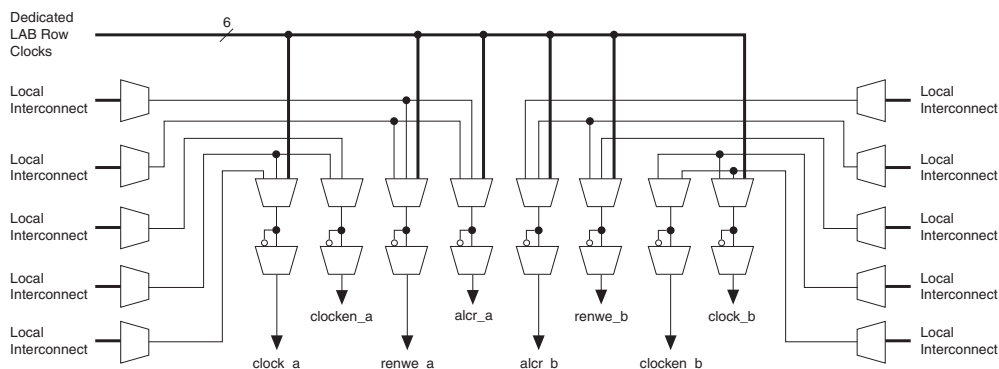 Dedicated
LAB Row
Clocks
6
Local
Interconnect
Local
Interconnect
Local
Interconnect
Local
Interconnect
Local
Interconnect
Local
Interconnect
Local
Interconnect
Local
Interconnect
Local
Interconnect
Local
Interconnect
clocken_a
alcr_a
renwe_b
clock_b
clock_a
renwe_a
alcr_b
clocken_b